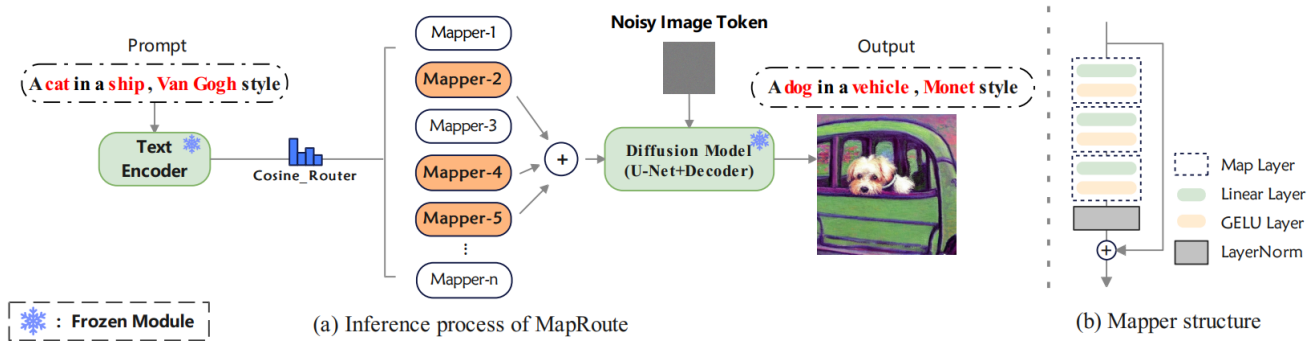 Prompt
A cat in a ship , Van Gogh style
Text
Encoder
Cosine_Router
Mapper-1
Mapper-2
Mapper-3
Mapper-4
Mapper-5
⋮
Mapper-n
+
Noisy Image Token
Diffusion Model
(U-Net+Decoder)
Output
A dog in a vehicle , Monet style
: Frozen Module
(a) Inference process of MapRoute
Map Layer
Linear Layer
GELU Layer
LayerNorm
+
(b) Mapper structure